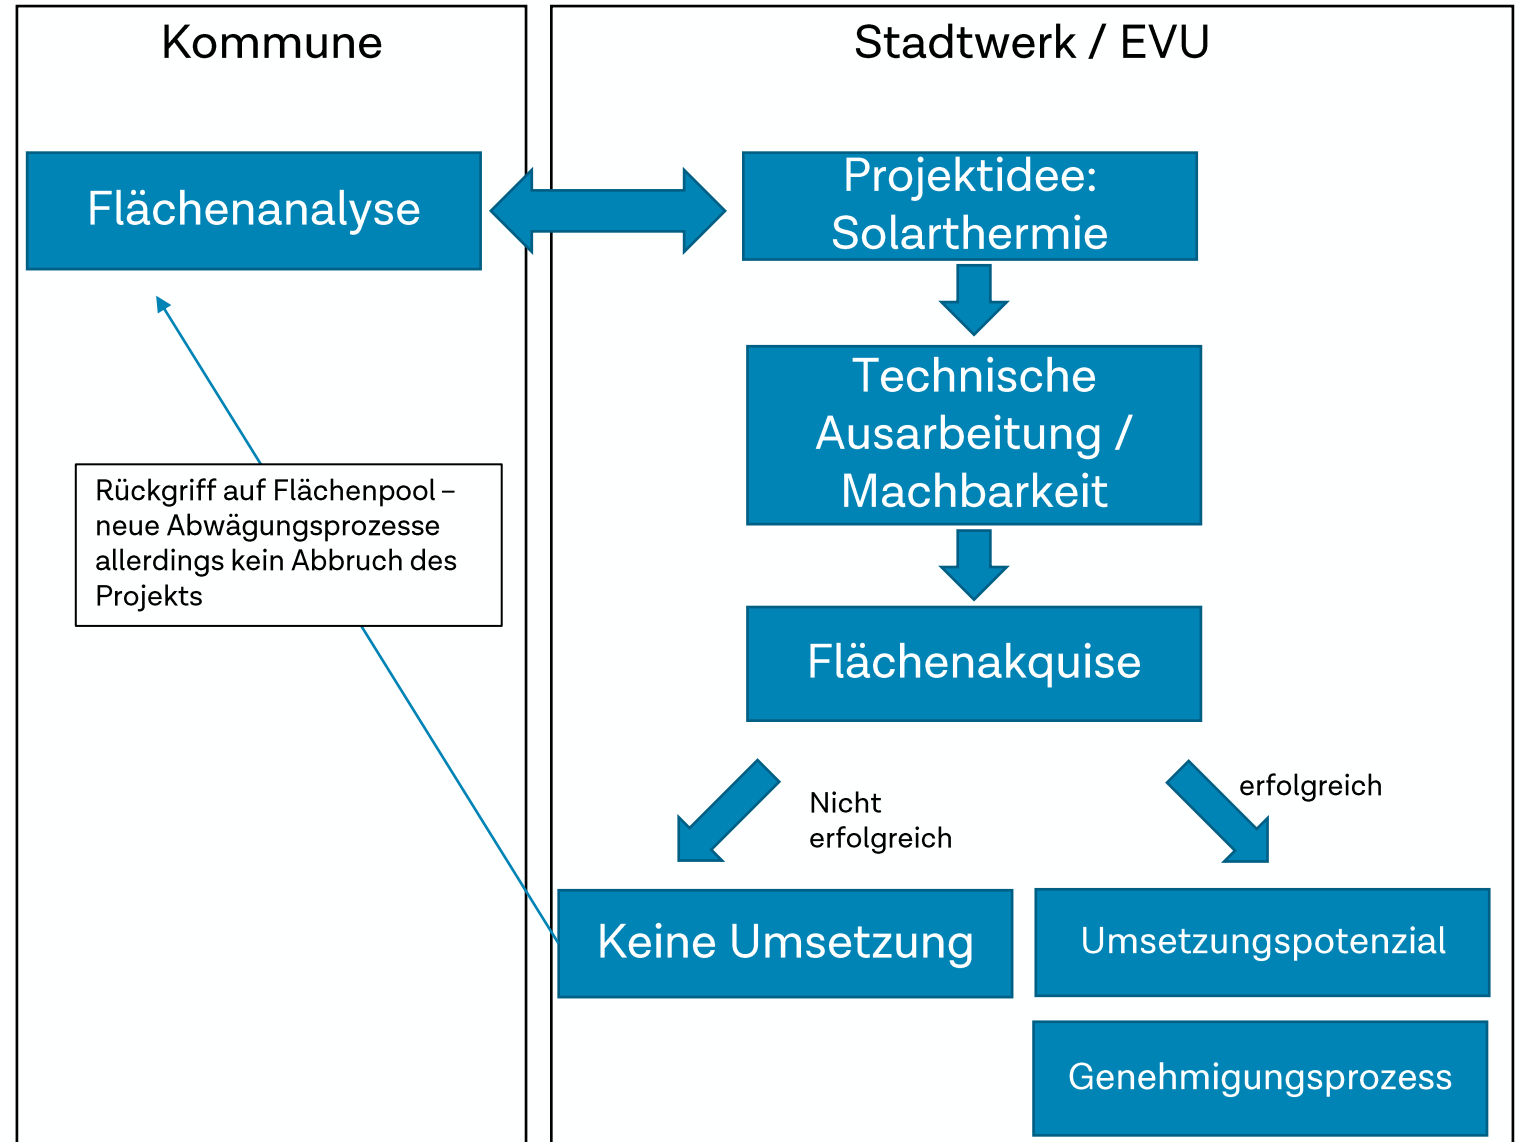 Kommune
Stadtwerk / EVU
Flächenanalyse
Projektidee:
Solarthermie
Technische
Ausarbeitung /
Machbarkeit
Rückgriff auf Flächenpool –
neue Abwägungsprozesse
allerdings kein Abbruch des
Projekts
Flächenakquise
Nicht
erfolgreich
erfolgreich
Keine Umsetzung
Umsetzungspotenzial
Genehmigungsprozess